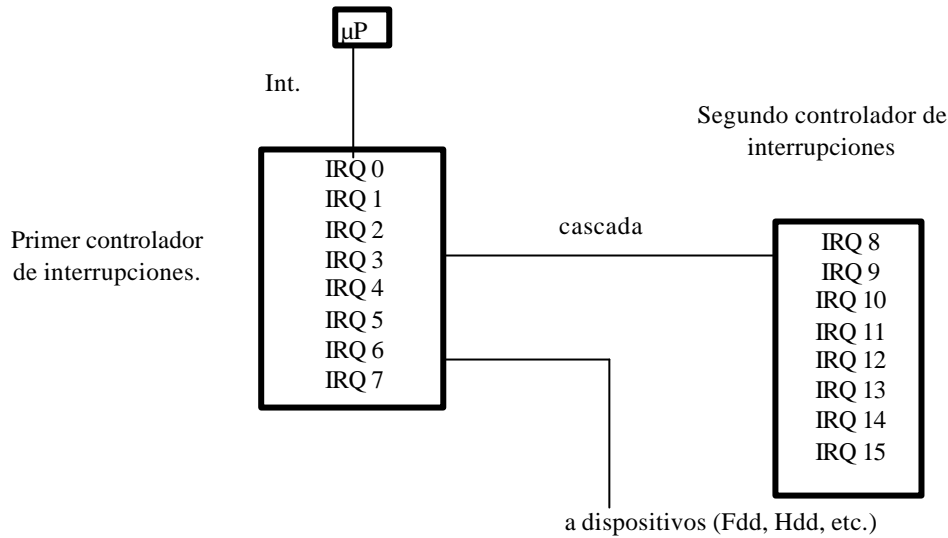 µP
Int.
Segundo controlador de
interrupciones
Primer controlador
de interrupciones.
IRQ 0
IRQ 1
IRQ 2
IRQ 3
IRQ 4
IRQ 5
IRQ 6
IRQ 7
cascada
IRQ 8
IRQ 9
IRQ 10
IRQ 11
IRQ 12
IRQ 13
IRQ 14
IRQ 15
a dispositivos (Fdd, Hdd, etc.)